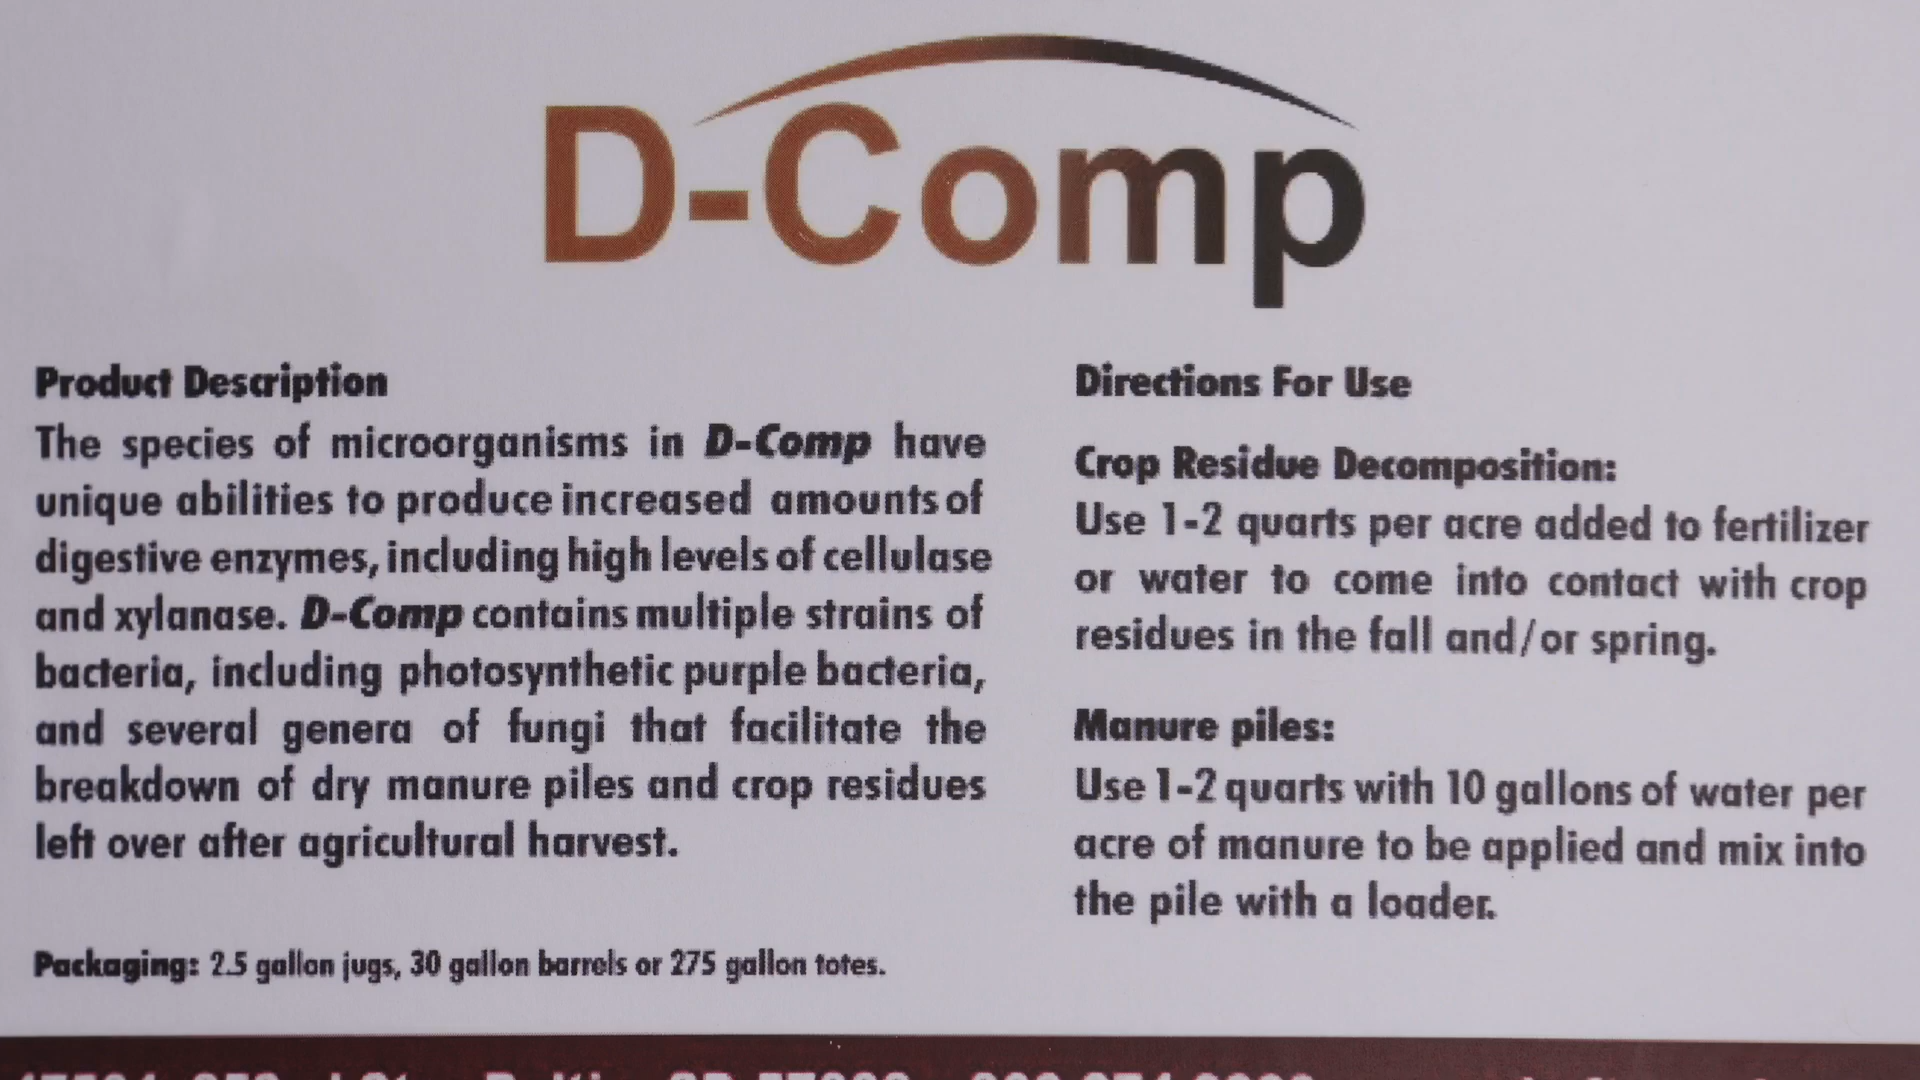 D-Comp
Product Description
The species of microorganisms in D-Comp have
unique abilities to produce increased amounts of
digestive enzymes, including high levels of cellulase
and xylanase. D-Comp contains multiple strains of
bacteria, including photosynthetic purple bacteria,
and several genera of fungi that facilitate the
breakdown of dry manure piles and crop residues
left over after agricultural harvest.
Packaging: 2.5 gallon jugs, 30 gallon barrels or 275 gallon totes.
Directions For Use
Crop Residue Decomposition:
Use 1-2 quarts per acre added to fertilizer
or water to come into contact with crop
residues in the fall and/or spring.
Manure piles:
Use 1-2 quarts with 10 gallons of water per
acre of manure to be applied and mix into
the pile with a loader.